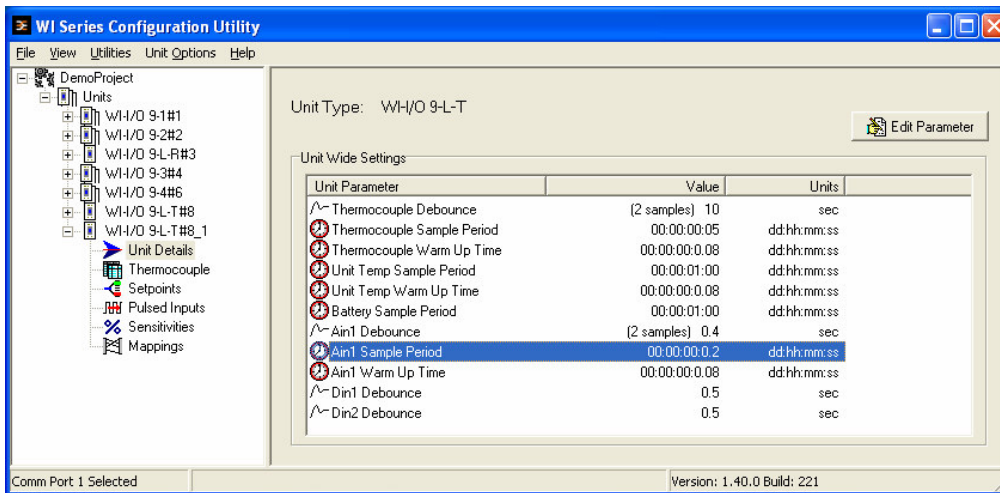 WI Series Configuration Utility
File View Utilities Unit Options Help
DemoProject
Units
WI-I/O 9-1#1
WI-I/O 9-2#2
WI-I/O 9-L-R#3
WI-I/O 9-3#4
WI-I/O 9-4#6
WI-I/O 9-L-T#8
WI-I/O 9-L-T#8_1
Unit Details
Thermocouple
Setpoints
Pulsed Inputs
Sensitivities
Mappings
Unit Type: WI-I/O 9-L-T
Edit Parameter
Unit Wide Settings
Unit Parameter Value Units
Thermocouple Debounce (2 samples) 10 sec
Thermocouple Sample Period 00:00:00:05 dd:hh:mm:ss
Thermocouple Warm Up Time 00:00:00:0.08 dd:hh:mm:ss
Unit Temp Sample Period 00:00:01:00 dd:hh:mm:ss
Unit Temp Warm Up Time 00:00:00:0.08 dd:hh:mm:ss
Battery Sample Period 00:00:01:00 dd:hh:mm:ss
Ain1 Debounce (2 samples) 0.4 sec
Ain1 Sample Period 00:00:00:0.2 dd:hh:mm:ss
Ain1 Warm Up Time 00:00:00:0.08 dd:hh:mm:ss
Din1 Debounce 0.5 sec
Din2 Debounce 0.5 sec
Comm Port 1 Selected Version: 1.40.0 Build: 221